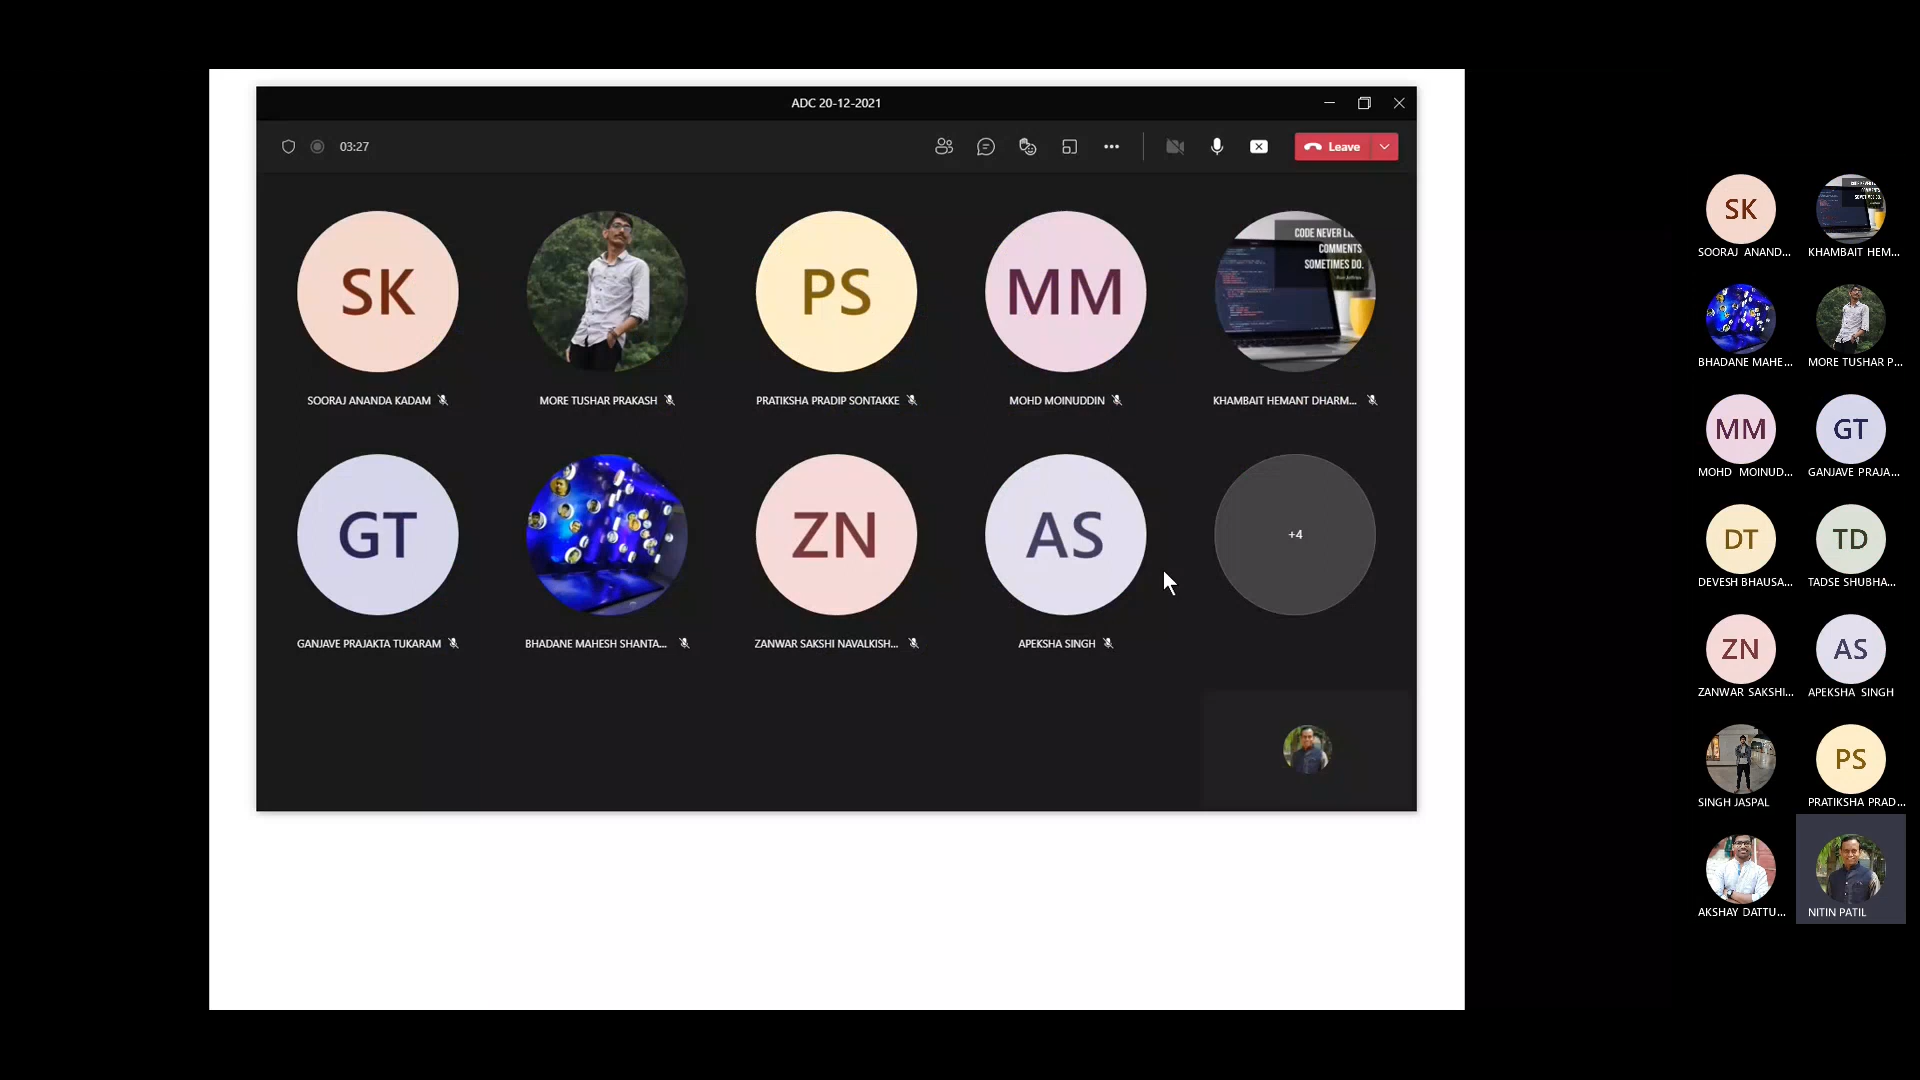 ADC 20-12-2021
03:27
Leave
SK
PS
MM
CODE NEVER LI
COMMENTS
SOMETIMES DO.
SOORAJ ANANDA KADAM
MORE TUSHAR PRAKASH
PRATIKSHA PRADIP SONTAKKE
MOHD MOINUDDIN
KHAMBAIT HEMANT DHARM...
GT
ZN
AS
+4
GANJAVE PRAJAKTA TUKARAM
BHADANE MAHESH SHANTA...
ZANWAR SAKSHI NAVALKISH...
APEKSHA SINGH
SK
COMMENTS
SOORAJ ANAND...
KHAMBAIT HEM...
BHADANE MAHE...
MORE TUSHAR P...
MM
GT
MOHD MOINUD...
GANJAVE PRAJA...
DT
TD
DEVESH BHAUSA...
TADSE SHUBHA...
ZN
AS
ZANWAR SAKSHI...
APEKSHA SINGH
PS
SINGH JASPAL
PRATIKSHA PRAD...
AKSHAY DATTU...
NITIN PATIL